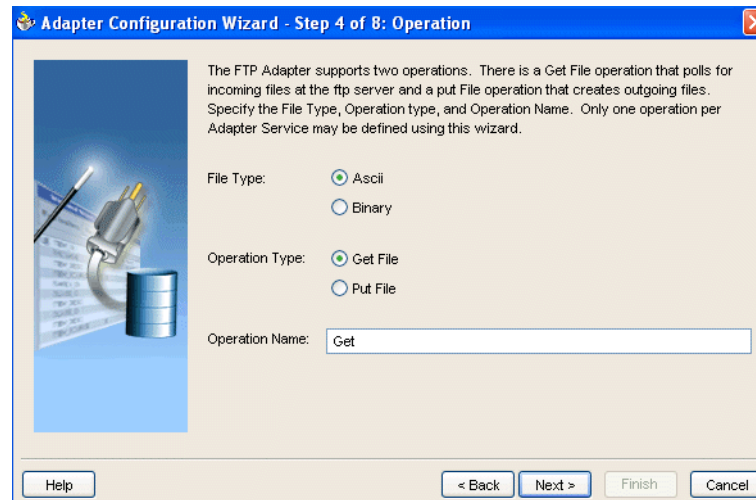 Adapter Configuration Wizard - Step 4 of 8: Operation
The FTP Adapter supports two operations. There is a Get File operation that polls for
incoming files at the ftp server and a put File operation that creates outgoing files.
Specify the File Type, Operation type, and Operation Name. Only one operation per
Adapter Service may be defined using this wizard.
File Type: Ascii
Binary
Operation Type: Get File
Put File
Operation Name: Get
Help < Back Next > Finish Cancel